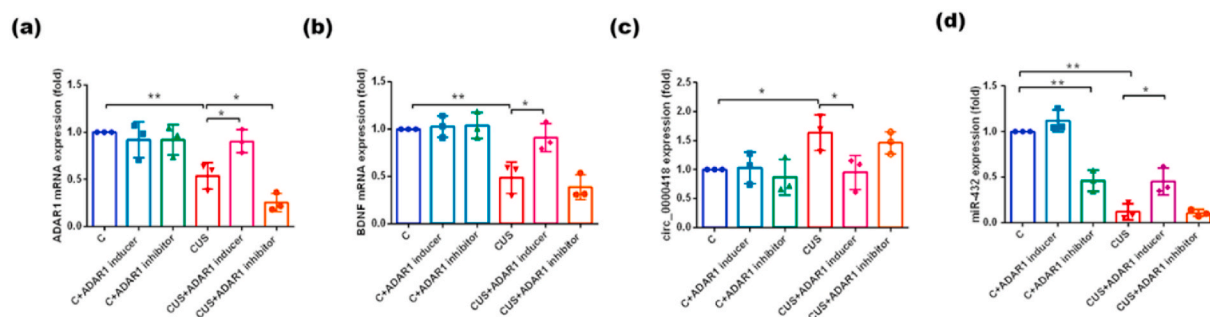 (a)
ADAR1 mRNA expression (fold)
1.5
1.0
0.5
0.0
**
*
*
C
C+ADAR1 inducer
C+ADAR1 inhibitor
CUS
CUS+ADAR1 inducer
CUS+ADAR1 inhibitor
(b)
BDNF mRNA expression (fold)
1.5
1.0
0.5
0.0
**
*
C
C+ADAR1 inducer
C+ADAR1 inhibitor
CUS
CUS+ADAR1 inducer
CUS+ADAR1 inhibitor
(c)
circ_0000418 expression (fold)
2.5
2.0
1.5
1.0
0.5
0.0
*
*
C
C+ADAR1 inducer
C+ADAR1 inhibitor
CUS
CUS+ADAR1 inducer
CUS+ADAR1 inhibitor
(d)
miR-432 expression (fold)
1.5
1.0
0.5
0.0
**
**
*
C
C+ADAR1 inducer
C+ADAR1 inhibitor
CUS
CUS+ADAR1 inducer
CUS+ADAR1 inhibitor